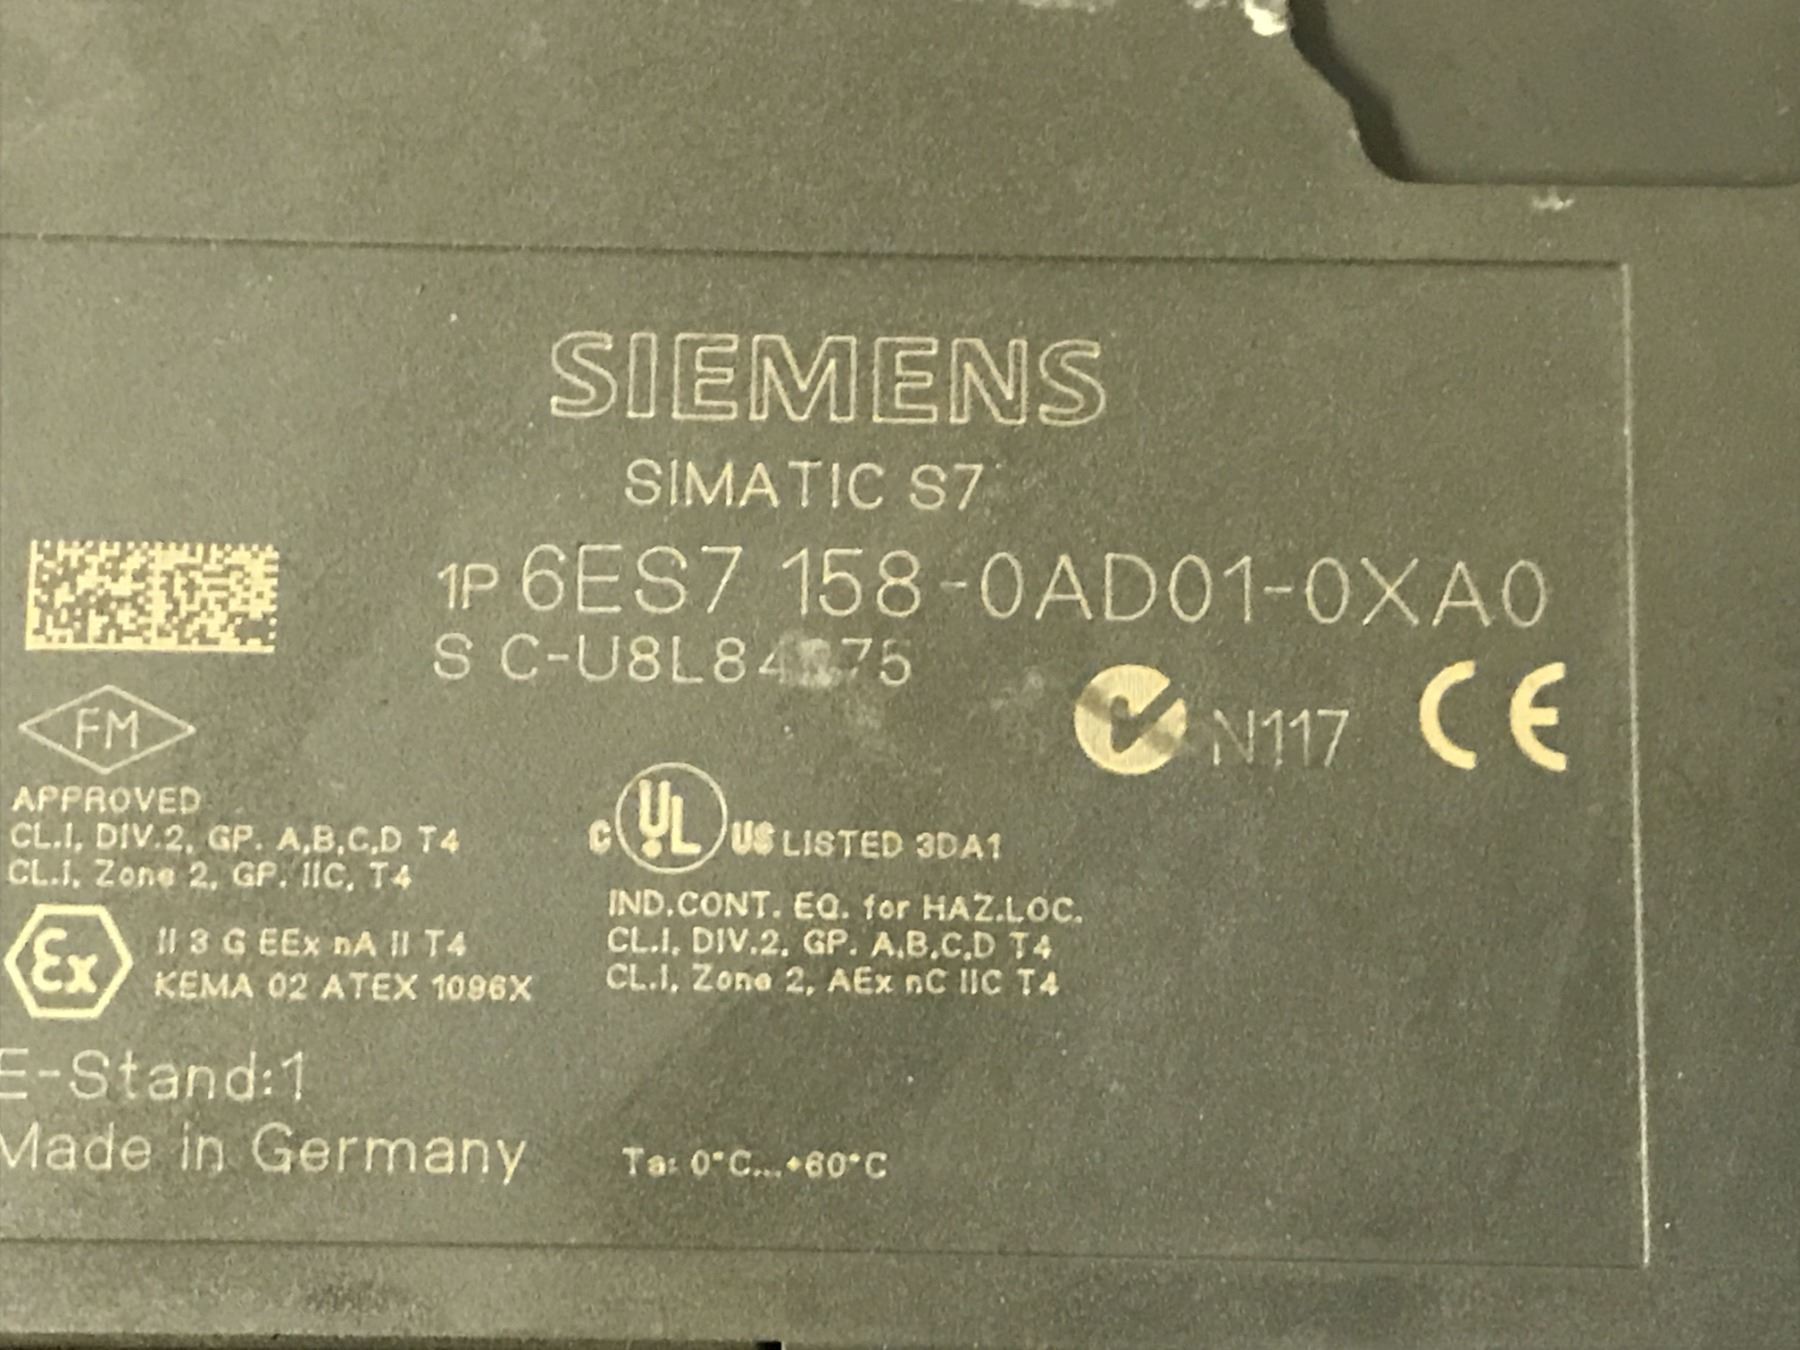 SIEMENS
SIMATIC S7
1P 6ES7 158-0AD01-0XA0
S
N117 CE
FM
APPROVED
CL.I, DIV.2, GP. A,B,C,D T4
CL.I, Zone 2, GP. IIC, T4
C UL US LISTED 3DA1
IND.CONT. EQ. for HAZ.LOC.
CL.I, DIV.2, GP. A,B,C,D T4
CL.I, Zone 2, AEx nC IIC T4
Ex II 3 G EEx nA II T4
KEMA 02 ATEX 1096X
E-Stand:1
Made in Germany
Ta: 0°C...+60°C